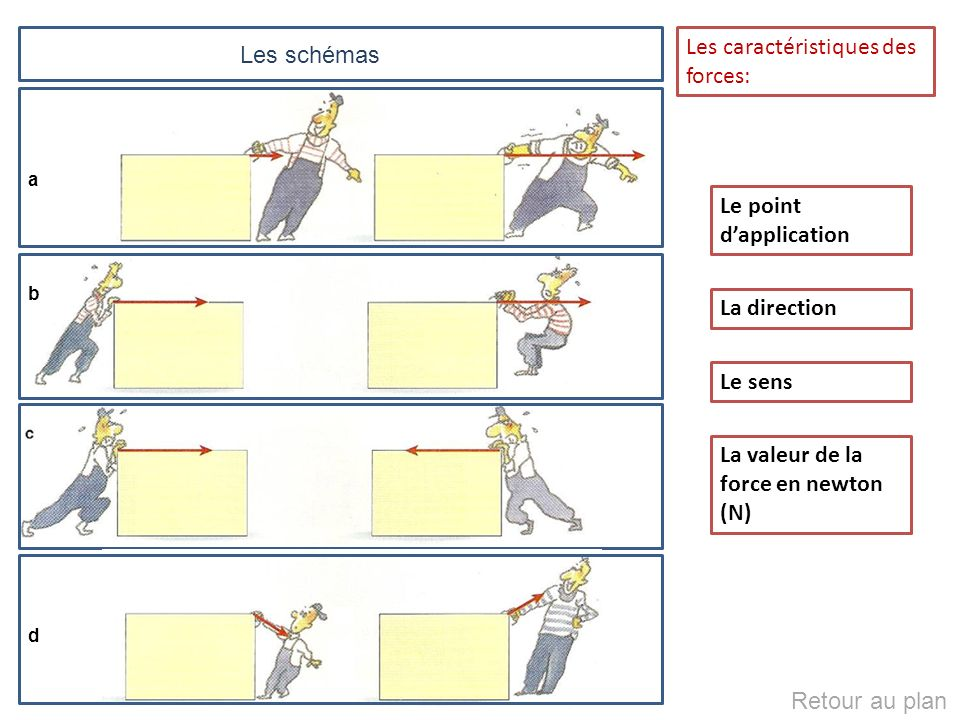 Les schémas
Les caractéristiques des
forces:
a
b
c
d
Le point
d’application
La direction
Le sens
La valeur de la
force en newton
(N)
Retour au plan